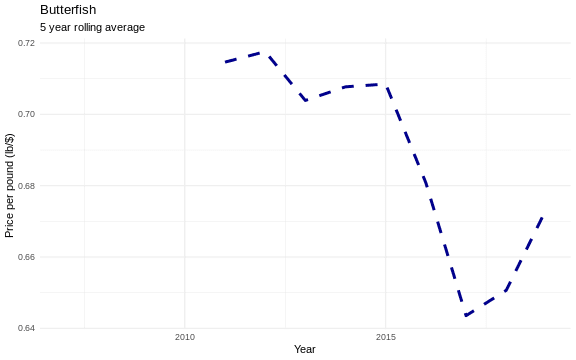 Butterfish
5 year rolling average
0.72
0.70
0.68
0.66
0.64
Price per pound (lb/$)
2010
2015
Year